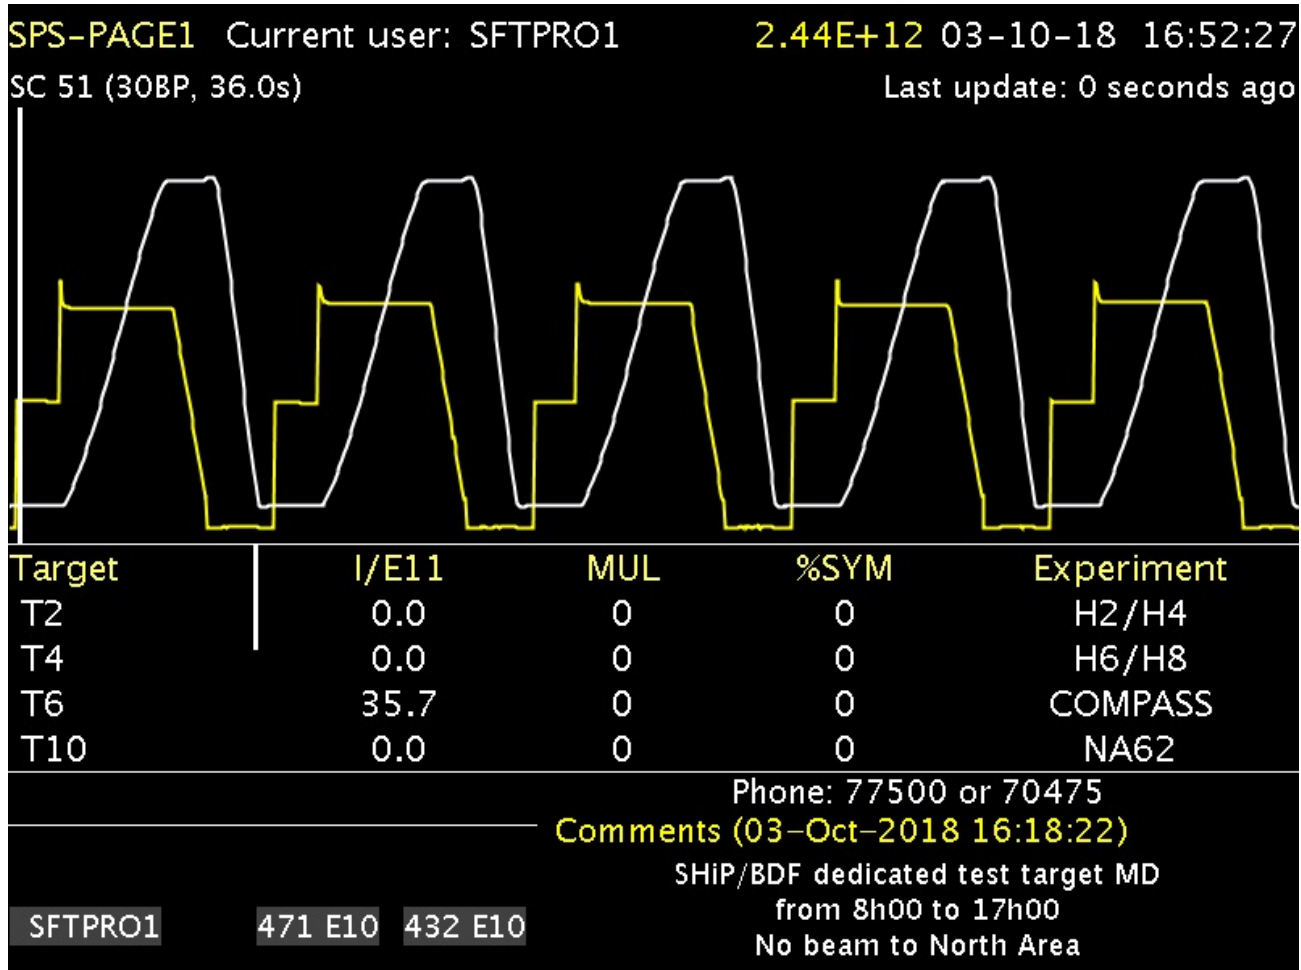 SPS-PAGE1 Current user: SFTPRO1 2.44E+12 03-10-18 16:52:27
SC 51 (30BP, 36.0s) Last update: 0 seconds ago
Target I/E11 MUL %SYM Experiment
T2 0.0 0 0 H2/H4
T4 0.0 0 0 H6/H8
T6 35.7 0 0 COMPASS
T10 0.0 0 0 NA62
Phone: 77500 or 70475
Comments (03-Oct-2018 16:18:22)
SHiP/BDF dedicated test target MD
from 8h00 to 17h00
No beam to North Area
SFTPRO1 471 E10 432 E10